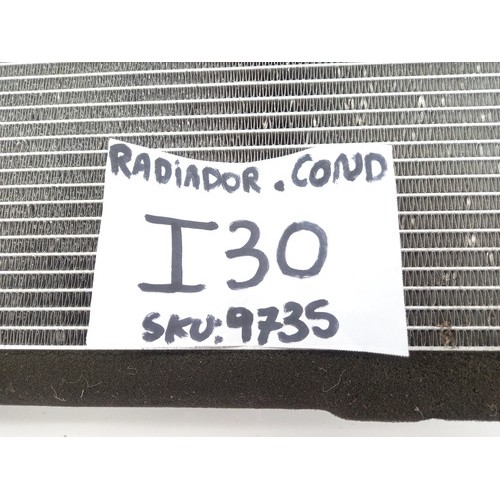 RADiADOR . COND
I30
SKU: 9735